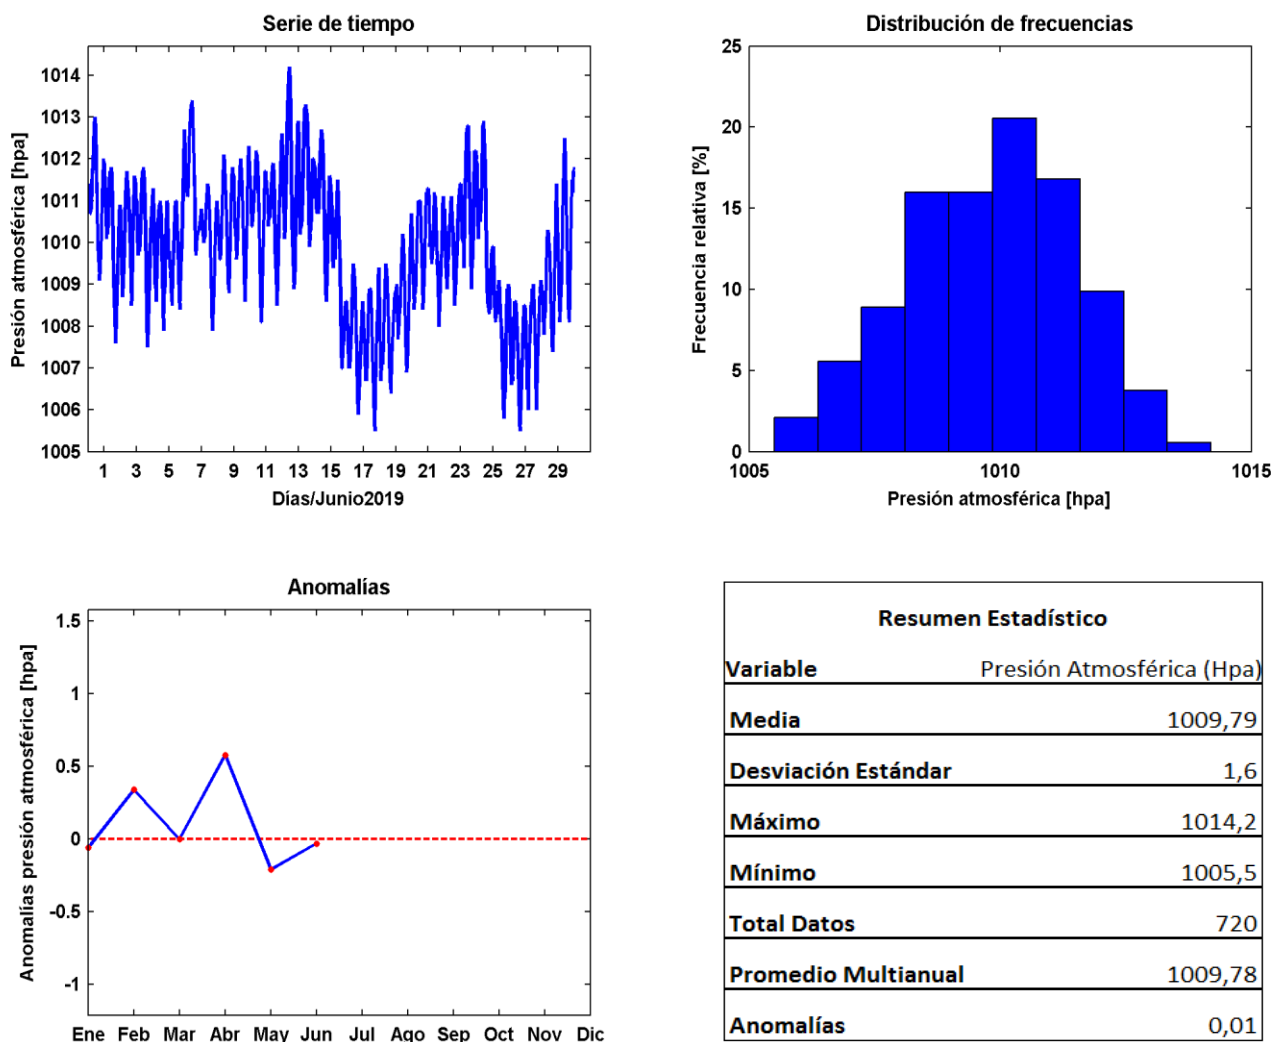 Serie de tiempo
Presión atmosférica [hpa]
1014
1013
1012
1011
1010
1009
1008
1007
1006
1005
1 3 5 7 9 11 13 15 17 19 21 23 25 27 29
Días/Junio2019
Distribución de frecuencias
Frecuencia relativa [%]
25
20
15
10
5
0
1005 1010 1015
Presión atmosférica [hpa]
Anomalías
Anomalías presión atmosférica [hpa]
1.5
1
0.5
0
-0.5
-1
Ene Feb Mar Abr May Jun Jul Ago Sep Oct Nov Dic
Resumen Estadístico
Variable Presión Atmosférica (Hpa)
Media 1009,79
Desviación Estándar 1,6
Máximo 1014,2
Mínimo 1005,5
Total Datos 720
Promedio Multianual 1009,78
Anomalías 0,01